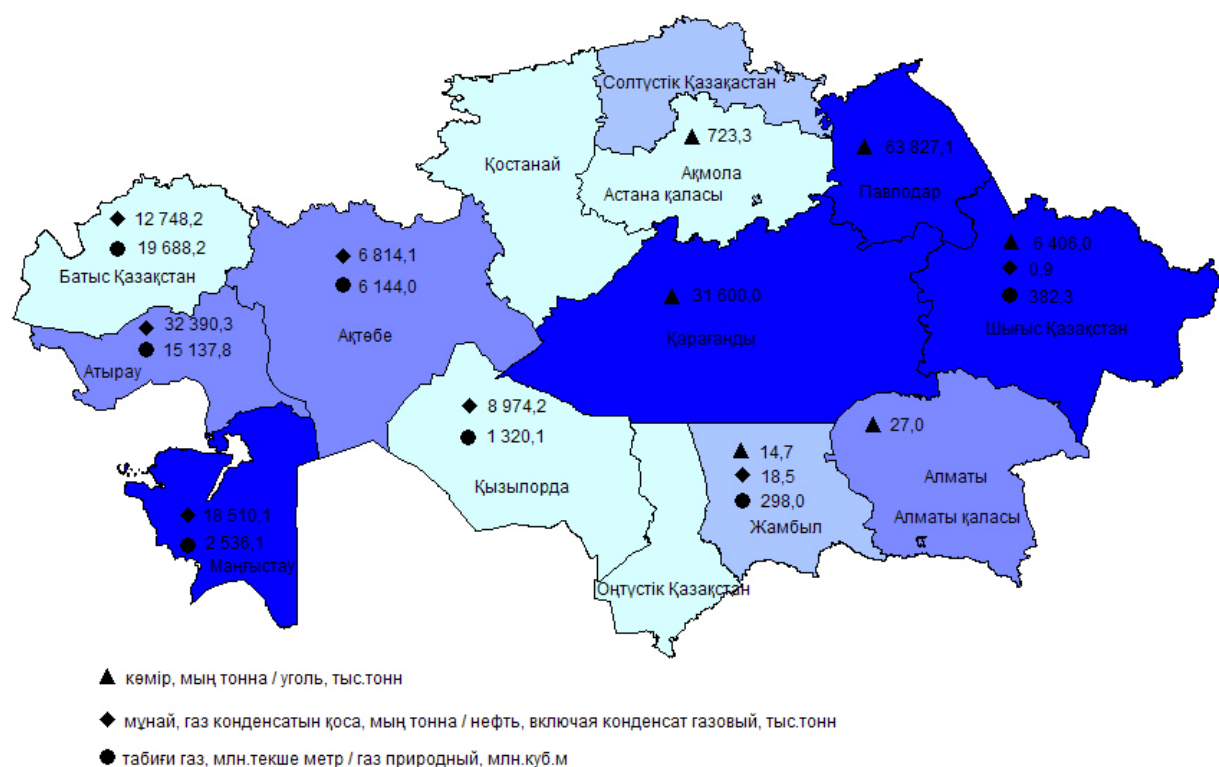 Солтүстік Қазақастан
723,3
63 827,1
Қостанай
Ақмола
Астана қаласы
Павлодар
12 748,2
19 688,2
Батыс Қазақстан
6 814,1
6 144,0
Ақтөбе
6 406,0
0,9
382,3
Шығыс Қазақстан
31 600,0
Қарағанды
32 390,3
15 137,8
Атырау
8 974,2
1 320,1
Қызылорда
27,0
Алматы
Алматы қаласы
14,7
18,5
298,0
Жамбыл
18 510,1
2 536,1
Маңғыстау
Оңтүстік Қазақстан
көмір, мың тонна / уголь, тыс.тонн
мұнай, газ конденсатын қоса, мың тонна / нефть, включая конденсат газовый, тыс.тонн
табиғи газ, млн.текше метр / газ природный, млн.куб.м